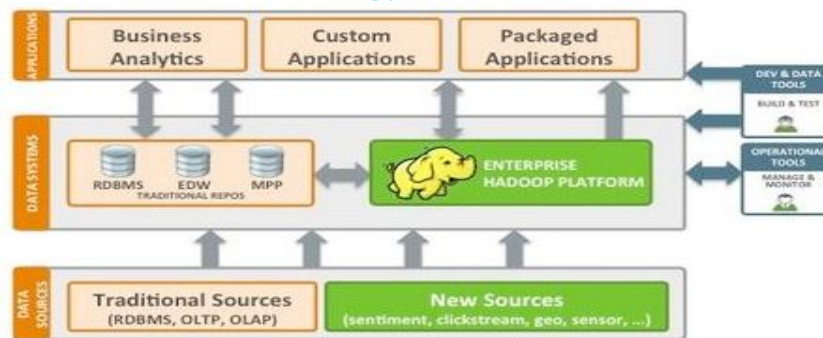 APPLICATIONS
Business
Analytics
Custom
Applications
Packaged
Applications
DEV & DATA
TOOLS
BUILD & TEST
DATA SYSTEMS
RDBMS
EDW
MPP
TRADITIONAL REPOS
ENTERPRISE
HADOOP PLATFORM
OPERATIONAL
TOOLS
MANAGE &
MONITOR
DATA
SOURCES
Traditional Sources
(RDBMS, OLTP, OLAP)
New Sources
(sentiment, clickstream, geo, sensor, ...)